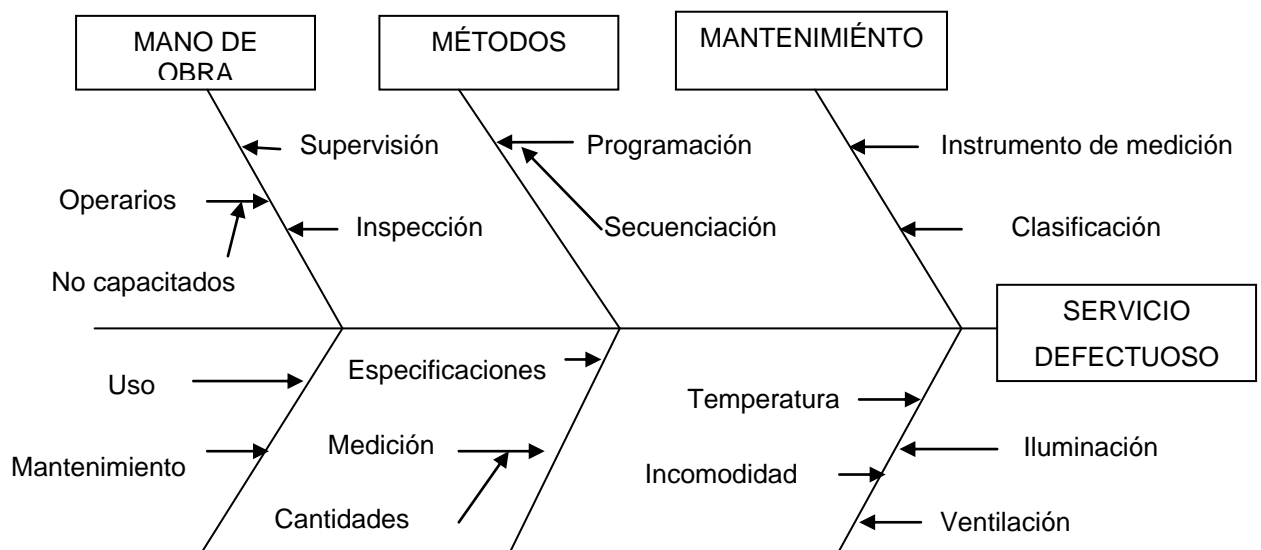 MANO DE
OBRA
MÉTODOS
MANTENIMIÉNTO
Supervisión
Programación
Instrumento de medición
Operarios
Inspección
Secuenciación
Clasificación
No capacitados
SERVICIO
DEFECTUOSO
Uso
Especificaciones
Temperatura
Mantenimiento
Medición
Iluminación
Incomodidad
Cantidades
Ventilación